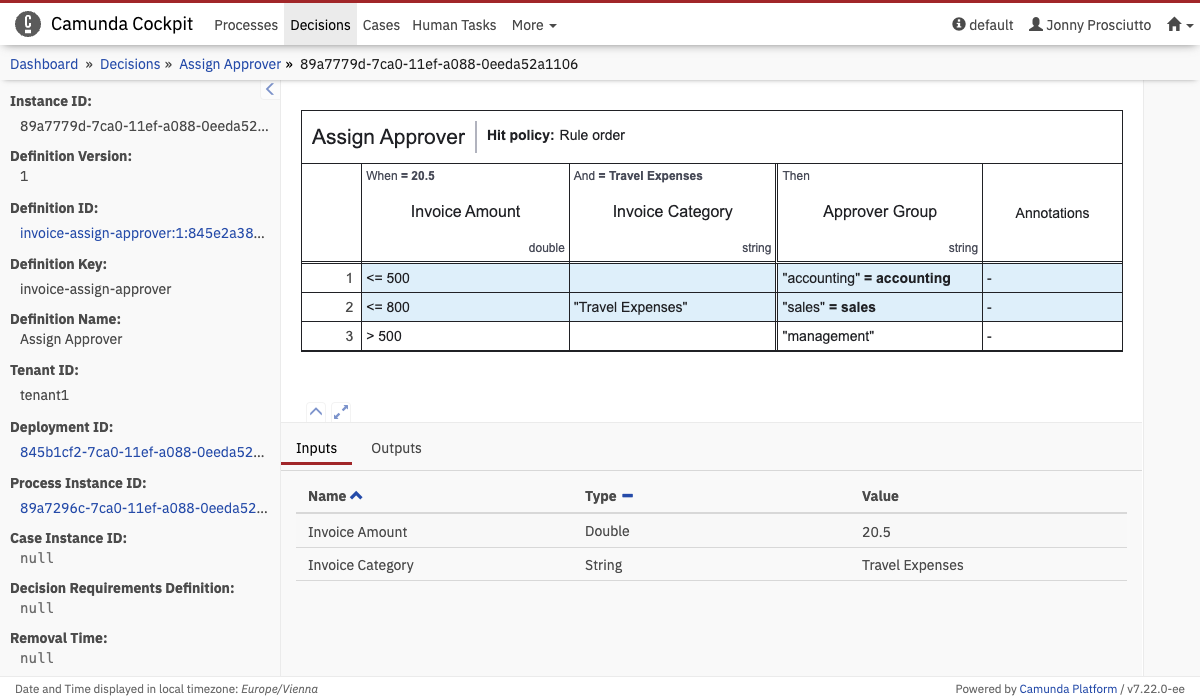 Camunda Cockpit Processes Decisions Cases Human Tasks More default Jonny Prosciutto
Dashboard » Decisions » Assign Approver » 89a7779d-7ca0-11ef-a088-0eeda52a1106
Instance ID:
89a7779d-7ca0-11ef-a088-0eeda52...
Definition Version:
1
Definition ID:
invoice-assign-approver:1:845e2a38...
Definition Key:
invoice-assign-approver
Definition Name:
Assign Approver
Tenant ID:
tenant1
Deployment ID:
845b1cf2-7ca0-11ef-a088-0eeda52...
Process Instance ID:
89a7296c-7ca0-11ef-a088-0eeda52...
Case Instance ID:
null
Decision Requirements Definition:
null
Removal Time:
null
Assign Approver Hit policy: Rule order
When = 20.5 And = Travel Expenses Then
Invoice Amount Invoice Category Approver Group Annotations
double string string
1 <= 500 "accounting" = accounting -
2 <= 800 "Travel Expenses" "sales" = sales -
3 > 500 "management" -
Inputs Outputs
Name Type Value
Invoice Amount Double 20.5
Invoice Category String Travel Expenses
Date and Time displayed in local timezone: Europe/Vienna Powered by Camunda Platform / v7.22.0-ee